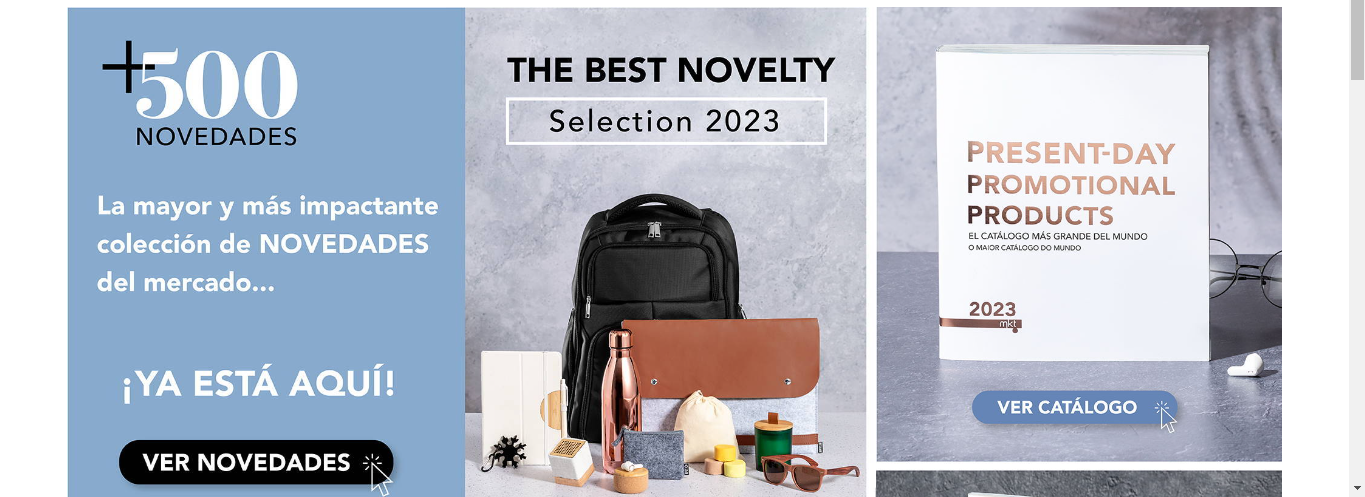 +500
NOVEDADES
La mayor y más impactante
colección de NOVEDADES
del mercado...
¡YA ESTÁ AQUÍ!
VER NOVEDADES
THE BEST NOVELTY
Selection 2023
PRESENT-DAY
PROMOTIONAL
PRODUCTS
EL CATÁLOGO MÁS GRANDE DEL MUNDO
O MAIOR CATÁLOGO DO MUNDO
2023
mkt
VER CATÁLOGO